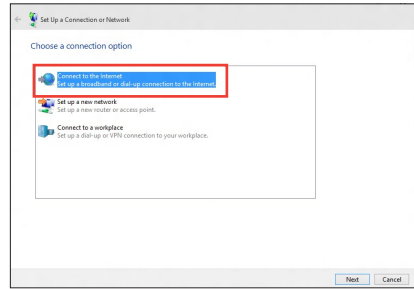 Set Up a Connection or Network
Choose a connection option
Connect to the Internet
Set up a broadband or dial-up connection to the Internet.
Set up a new network
Set up a new router or access point.
Connect to a workplace
Set up a dial-up or VPN connection to your workplace.
Next Cancel